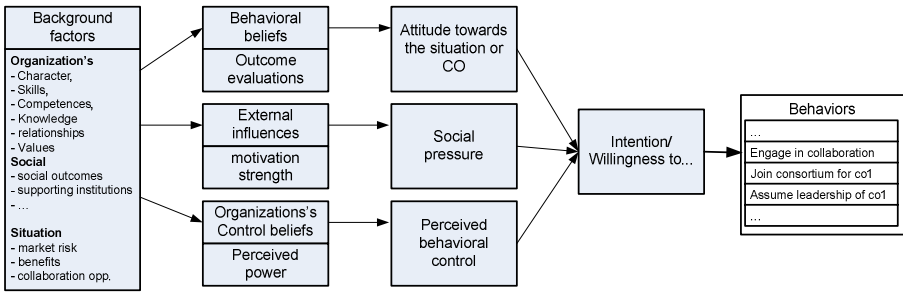 Background
factors
Organization's
- Character,
- Skills,
- Competences,
- Knowledge
- relationships
- Values
Social
- social outcomes
- supporting institutions
- ...
Situation
- market risk
- benefits
- collaboration opp.
Behavioral
beliefs
Outcome
evaluations
External
influences
motivation
strength
Organizations's
Control beliefs
Perceived
power
Attitude towards
the situation or
CO
Social
pressure
Perceived
behavioral
control
Intention/
Willingness to...
Behaviors
...
Engage in collaboration
Join consortium for co1
Assume leadership of co1
...